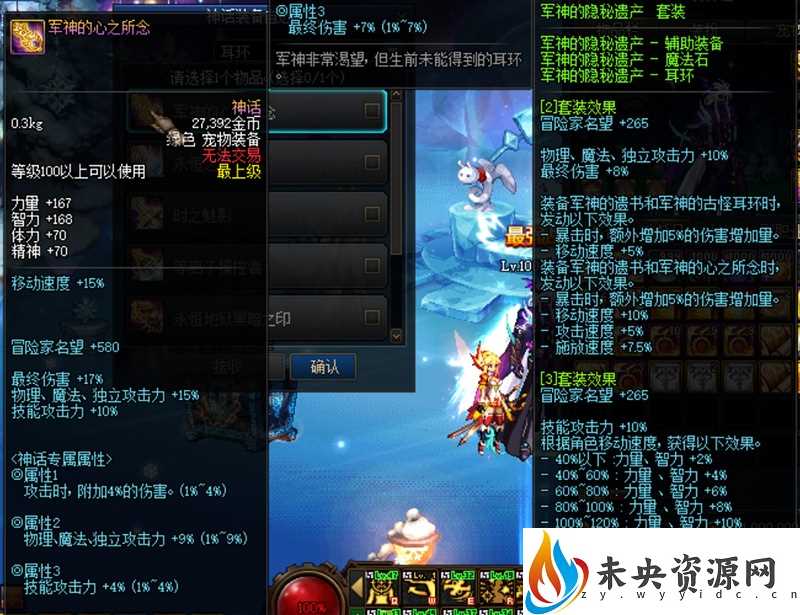 军神的心之所念
神话
0.3kg
27,392金币
绿色 宠物装备
无法交易
等级100以上可以使用
最上级
力量 +167
智力 +168
体力 +70
精神 +70
移动速度 +15%
冒险家名望 +580
最终伤害 +17%
物理、魔法、独立攻击力 +15%
技能攻击力 +10%
<神话专属属性>
◎属性1
攻击时，附加4%的伤害。(1%~4%)
◎属性2
物理、魔法、独立攻击力 +9% (1%~9%)
◎属性3
技能攻击力 +4% (1%~4%)
◎属性3
最终伤害 +7% (1%~7%)
军神非常渴望，但生前未能得到的耳环
。
耳环
永祖地狱
之印
确认
Lv.10
100%
军神的隐秘遗产 套装
军神的隐秘遗产 - 辅助装备
军神的隐秘遗产 - 魔法石
军神的隐秘遗产 - 耳环
[2]套装效果
冒险家名望 +265
物理、魔法、独立攻击力 +10%
最终伤害 +8%
装备军神的遗书和军神的古怪耳环时，
发动以下效果。
- 暴击时，额外增加5%的伤害增加量。
- 移动速度 +5%
装备军神的遗书和军神的心之所念时，
发动以下效果。
- 暴击时，额外增加5%的伤害增加量。
- 移动速度 +10%
- 攻击速度 +5%
- 施放速度 +7.5%
[3]套装效果
冒险家名望 +265
技能攻击力 +10%
根据角色移动速度，获得以下效果。
- 40%以下 : 力量 、智力 +2%
- 40%~60% : 力量 、智力 +4%
- 60%~80% : 力量 、智力 +6%
- 80%~100% : 力量 、智力 +8%
- 100%~120% : 力量 、智力 +10%
未央资源网
zy.wyyidc.cn